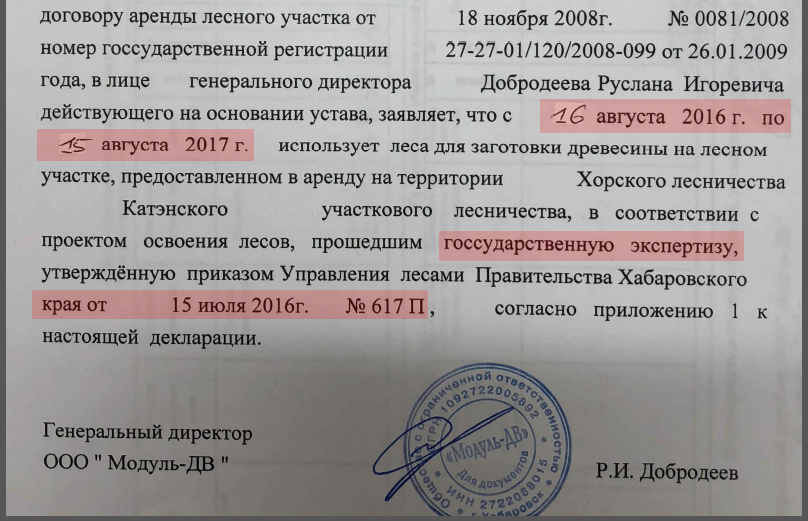 договору аренды лесного участка от 18 ноября 2008г. № 0081/2008
номер госсударственной регистрации 27-27-01/120/2008-099 от 26.01.2009
года, в лице генерального директора Добродеева Руслана Игоревича
действующего на основании устава, заявляет, что с 16 августа 2016 г. по
15 августа 2017 г. использует леса для заготовки древесины на лесном
участке, предоставленном в аренду на территории Хорского лесничества
Катэнского участкового лесничества, в соответствии с
проектом освоения лесов, прошедшим госсударственную экспертизу,
утверждённую приказом Управления лесами Правительства Хабаровского
края от 15 июля 2016г. № 617 П , согласно приложению 1 к
настоящей декларации.
Генеральный директор
ООО " Модуль-ДВ "
Р.И. Добродеев
с ограниченной ответственностью
ОГРН 1092722005892
«Модуль-ДВ»
Для документов
ИНН 2722088015
г. Хабаровск